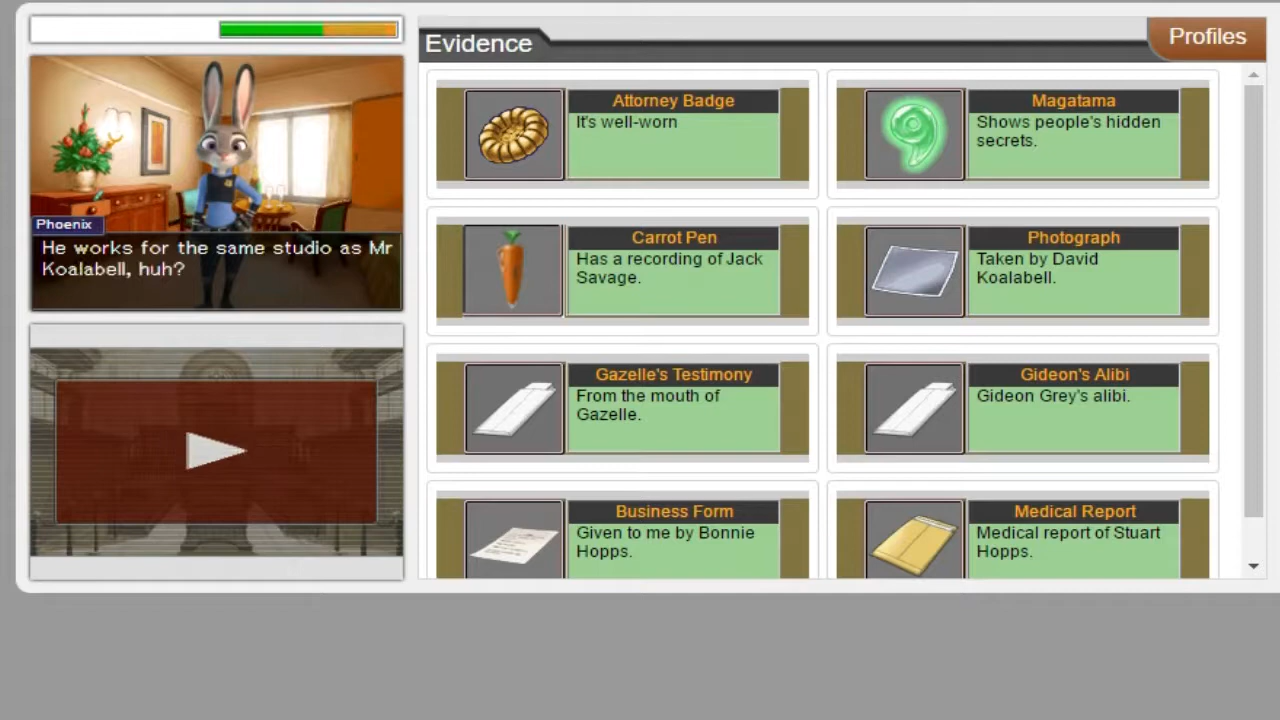 Evidence
Profiles
Phoenix
He works for the same studio as Mr
Koalabell, huh?
Attorney Badge
It's well-worn
Magatama
Shows people's hidden
secrets.
Carrot Pen
Has a recording of Jack
Savage.
Photograph
Taken by David
Koalabell.
Gazelle's Testimony
From the mouth of
Gazelle.
Gideon's Alibi
Gideon Grey's alibi.
Business Form
Given to me by Bonnie
Hopps.
Medical Report
Medical report of Stuart
Hopps.